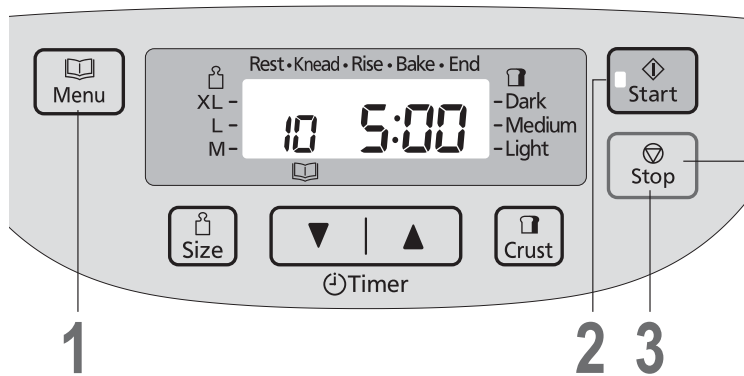 Rest • Knead • Rise • Bake • End
Menu
XL –
L –
M –
10
5:00
– Dark
– Medium
– Light
Start
Stop
Size
Crust
Timer
1
2
3